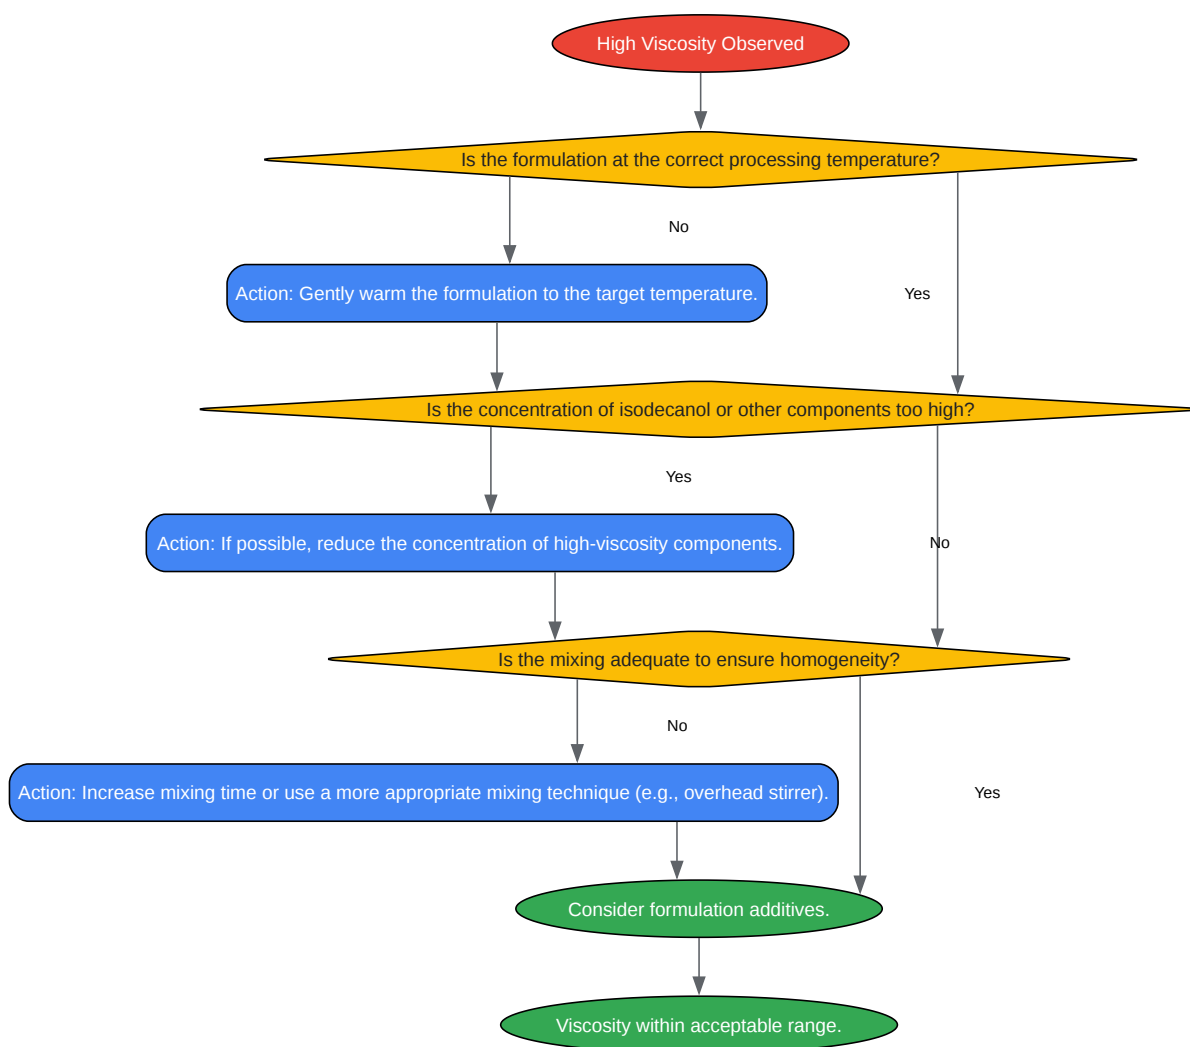 High Viscosity Observed
Is the formulation at the correct processing temperature?
No
Action: Gently warm the formulation to the target temperature.
Yes
Is the concentration of isodecanol or other components too high?
Yes
Action: If possible, reduce the concentration of high-viscosity components.
No
Is the mixing adequate to ensure homogeneity?
No
Action: Increase mixing time or use a more appropriate mixing technique (e.g., overhead stirrer).
Yes
Consider formulation additives.
Viscosity within acceptable range.